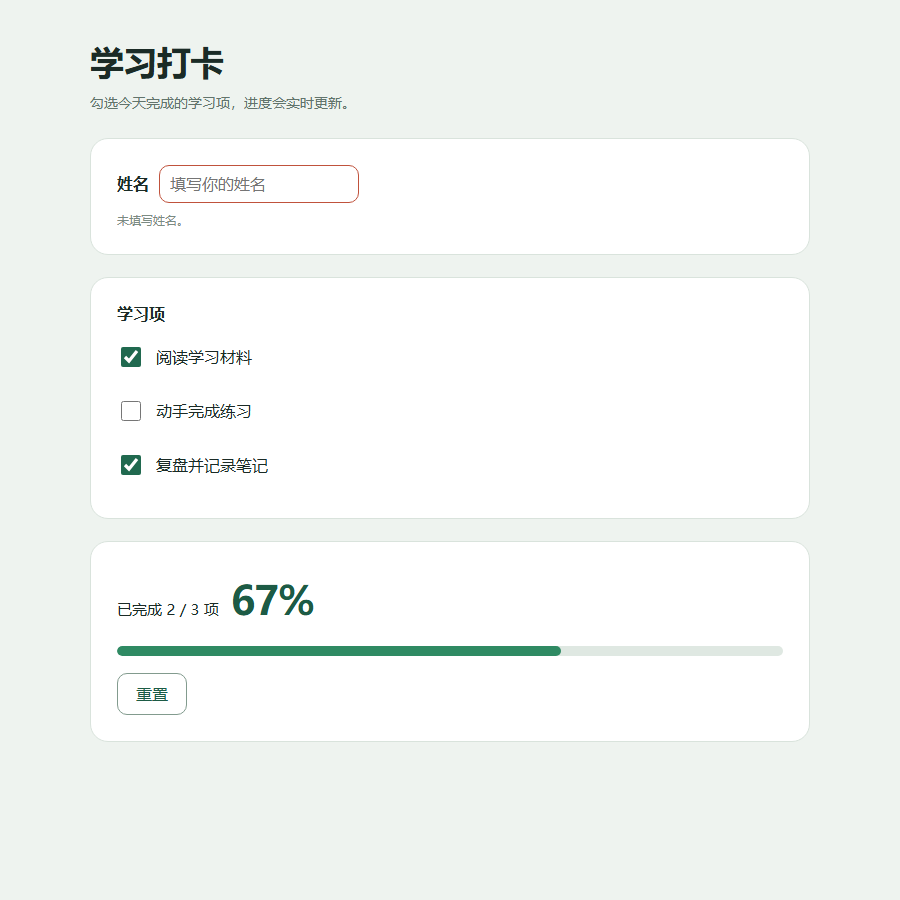 学习打卡
勾选今天完成的学习项，进度会实时更新。
姓名 填写你的姓名
未填写姓名。
学习项
阅读学习材料
动手完成练习
复盘并记录笔记
已完成 2 / 3 项 67%
重置